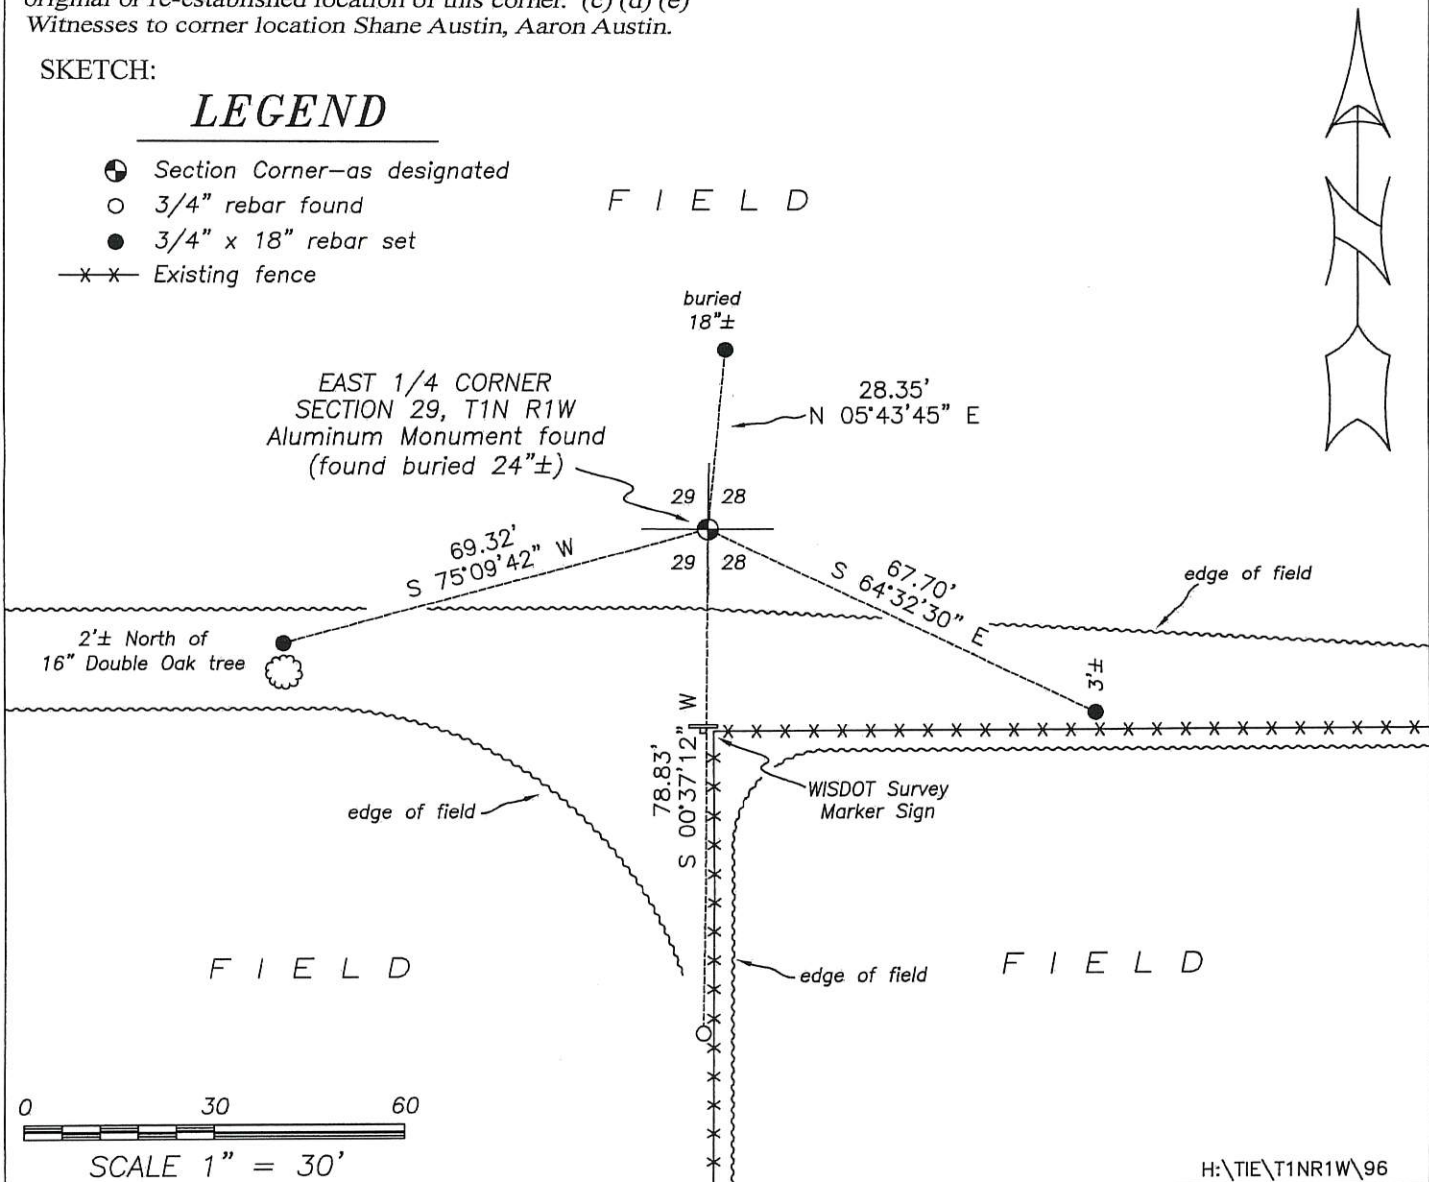 original or re-established location of this corner. (c) (d) (e)
Witnesses to corner location Shane Austin, Aaron Austin.
SKETCH:
LEGEND
Section Corner—as designated
3/4" rebar found
3/4" x 18" rebar set
Existing fence
F I E L D
N
buried
18"±
EAST 1/4 CORNER
SECTION 29, T1N R1W
Aluminum Monument found
(found buried 24"±)
28.35'
N 05°43'45" E
29 28
29 28
69.32'
S 75°09'42" W
67.70'
S 64°32'30" E
edge of field
2'± North of
16" Double Oak tree
3'±
78.83'
S 00°37'12" W
WISDOT Survey
Marker Sign
edge of field
edge of field
F I E L D
F I E L D
0 30 60
SCALE 1" = 30'
H:\TIE\T1NR1W\96